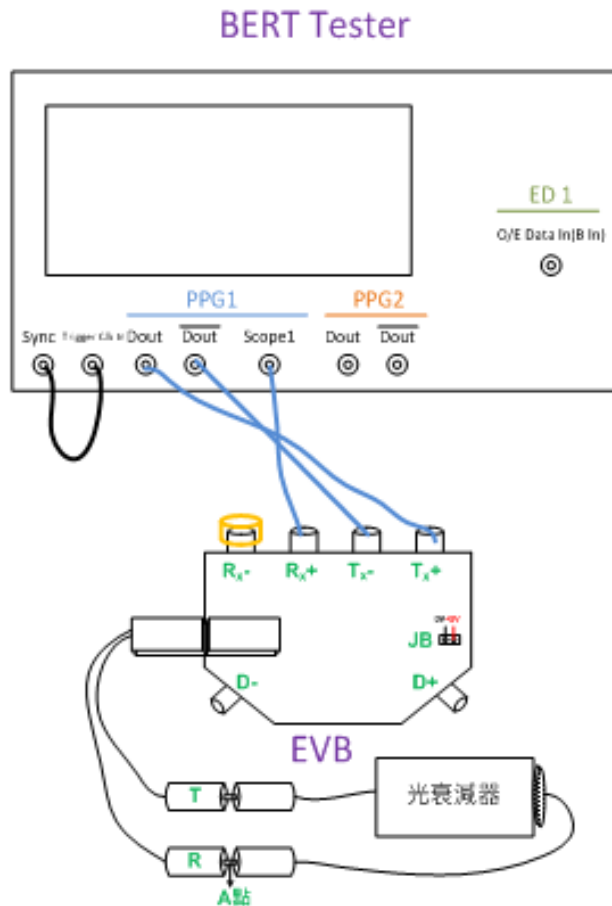 BERT Tester
ED 1
O/E Data In(B In)
PPG1
PPG2
Sync
Dout
Dout
Scope1
Dout
Dout
Rx-
Rx+
Tx-
Tx+
JB
D-
D+
EVB
T
光衰減器
R
A點